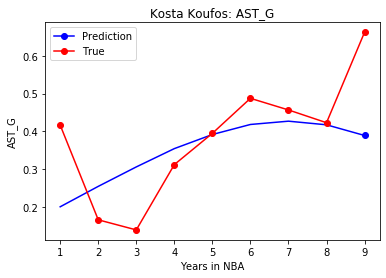 Kosta Koufos: AST_G
Prediction
True
AST_G
0.6
0.5
0.4
0.3
0.2
1 2 3 4 5 6 7 8 9
Years in NBA